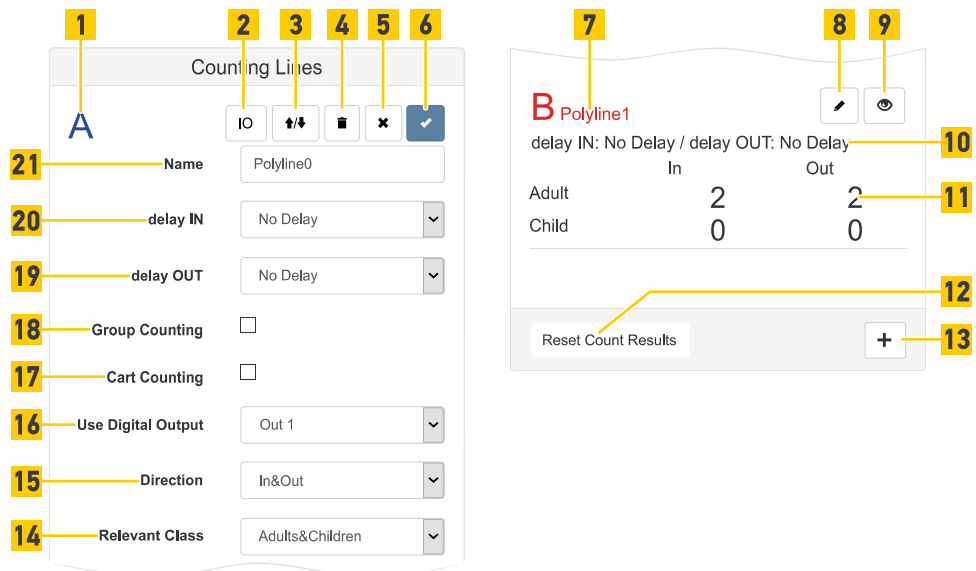 1 2 3 4 5 6
Counting Lines
A
IO
21 Name Polyline0
20 delay IN No Delay
19 delay OUT No Delay
18 Group Counting
17 Cart Counting
16 Use Digital Output Out 1
15 Direction In&Out
14 Relevant Class Adults&Children
7 8 9
B Polyline1
delay IN: No Delay / delay OUT: No Delay 10
In Out
Adult 2 2 11
Child 0 0
12
Reset Count Results + 13